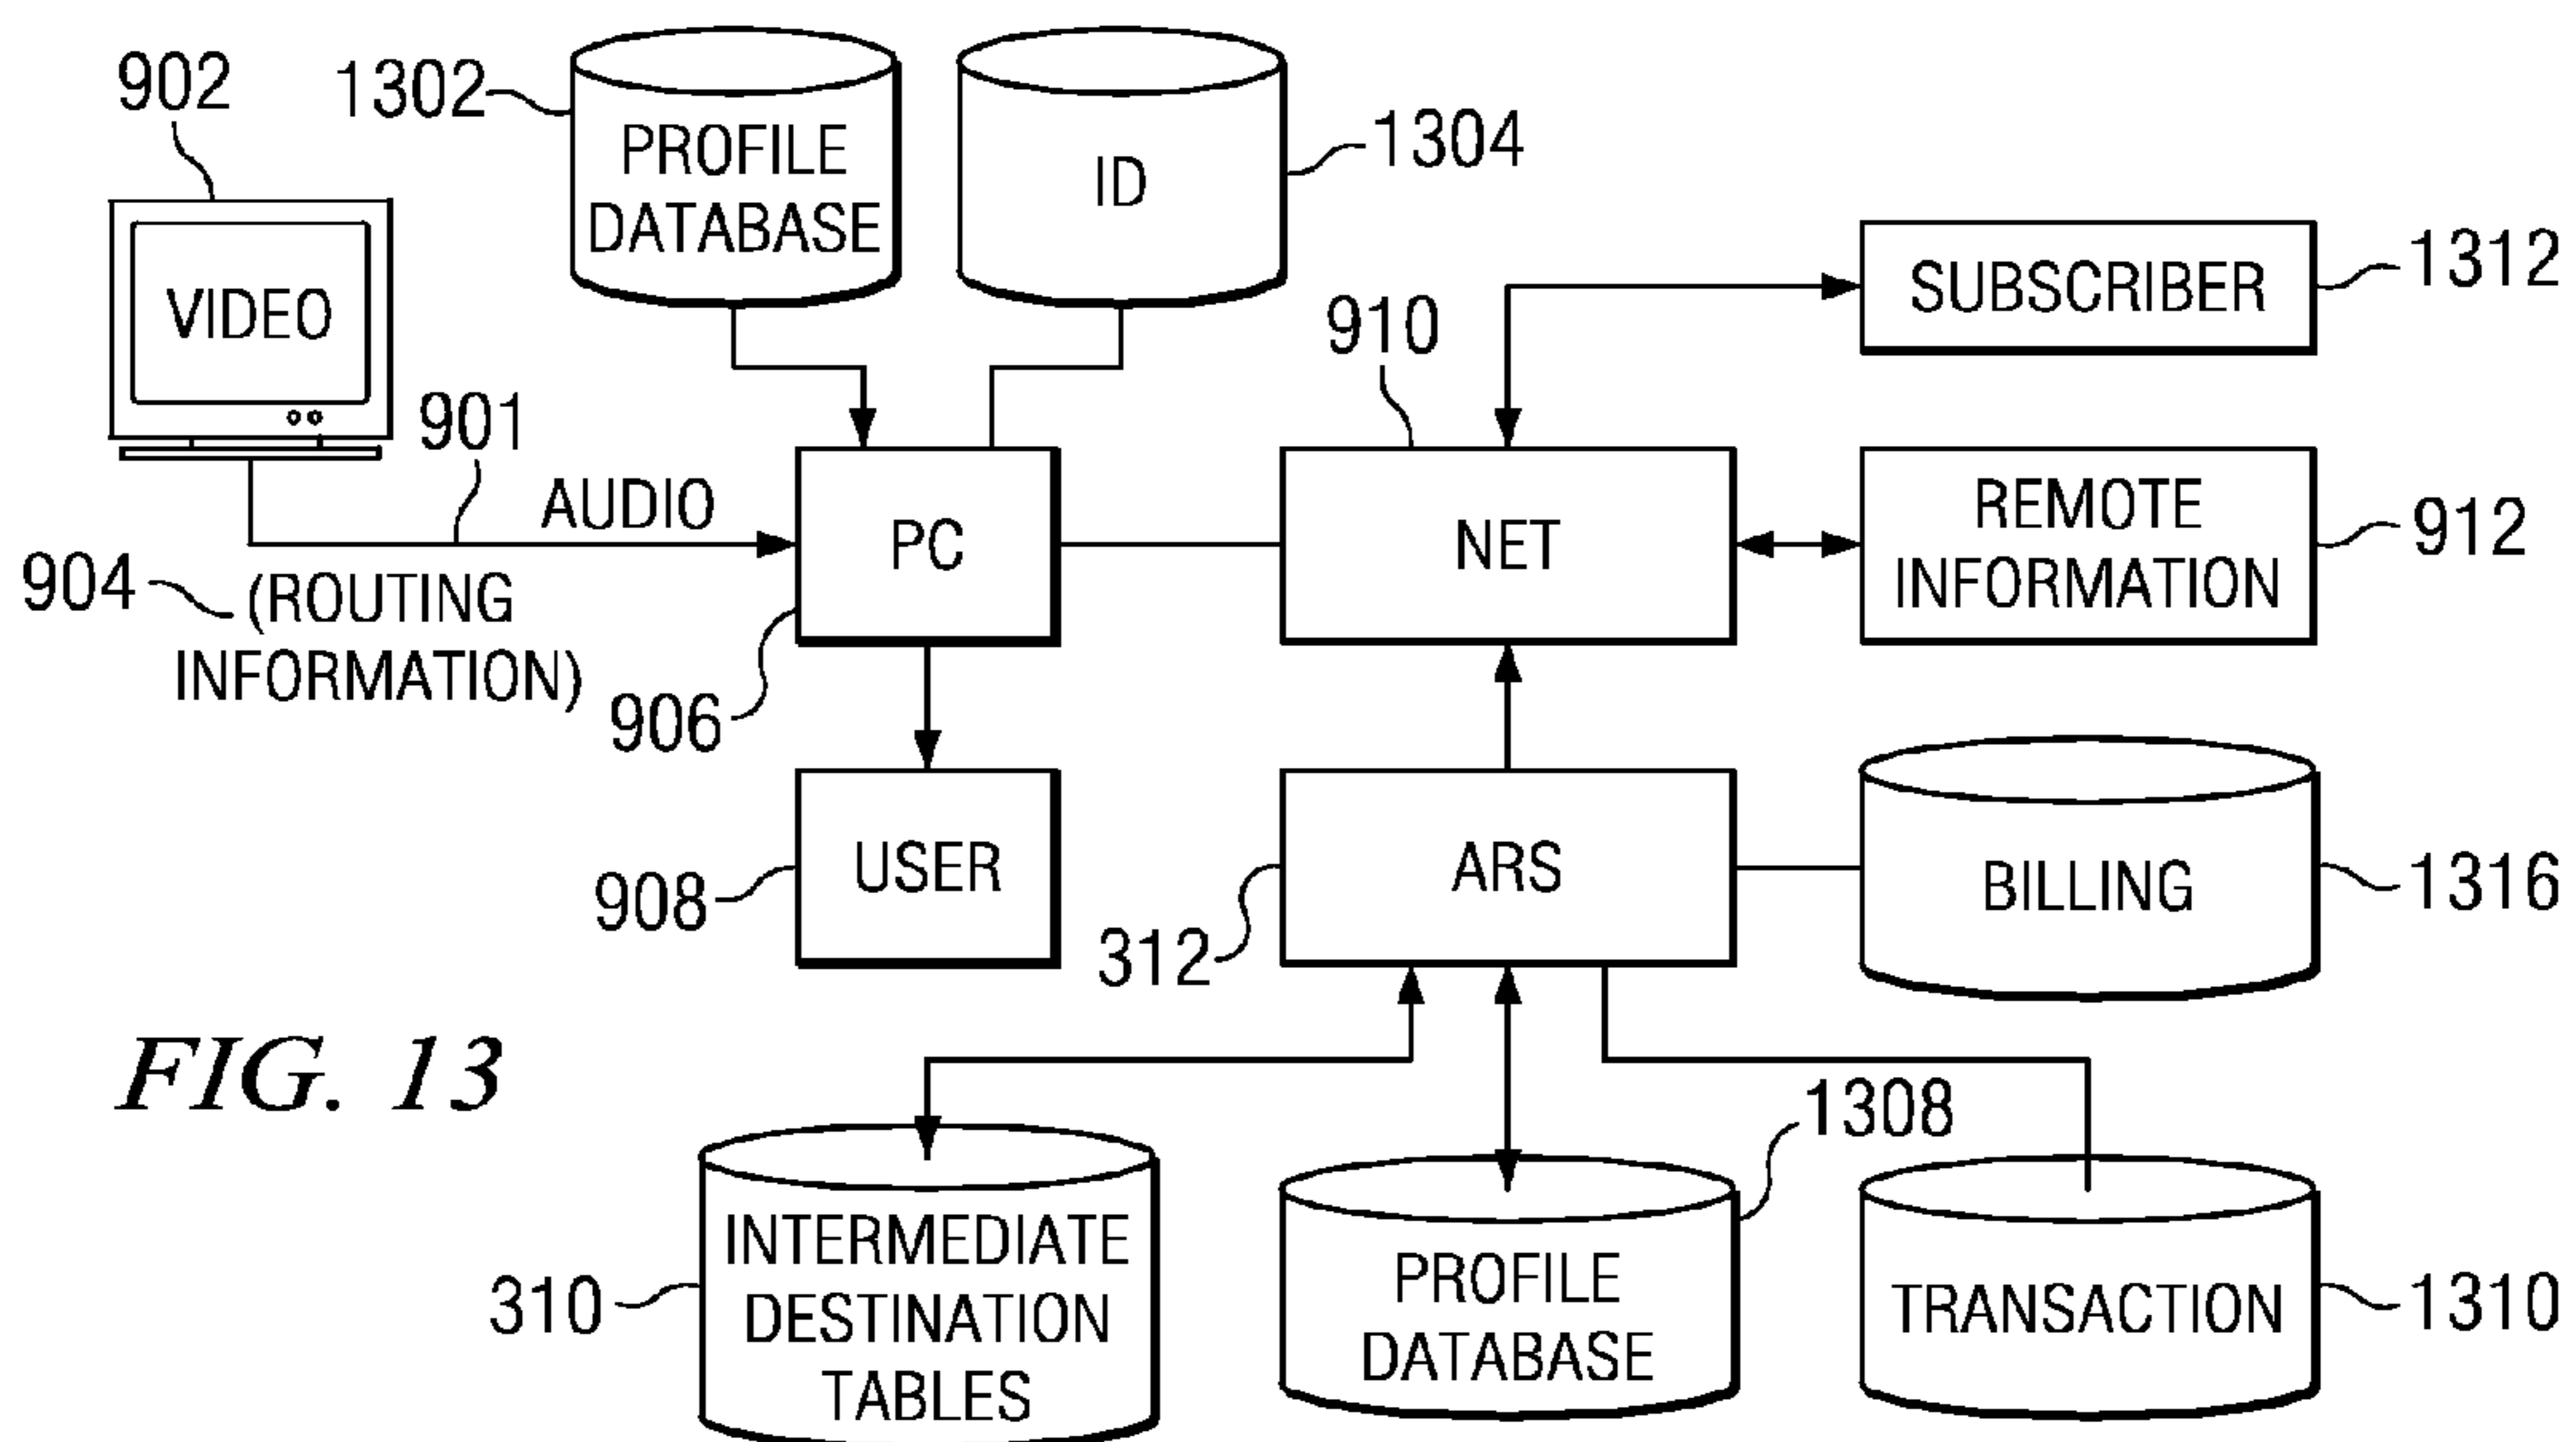 902
1302
PROFILE
DATABASE
ID
1304
VIDEO
SUBSCRIBER
1312
910
901
AUDIO
PC
NET
REMOTE
INFORMATION
912
904
(ROUTING
INFORMATION)
906
USER
908
ARS
312
BILLING
1316
FIG. 13
1308
INTERMEDIATE
DESTINATION
TABLES
310
PROFILE
DATABASE
TRANSACTION
1310